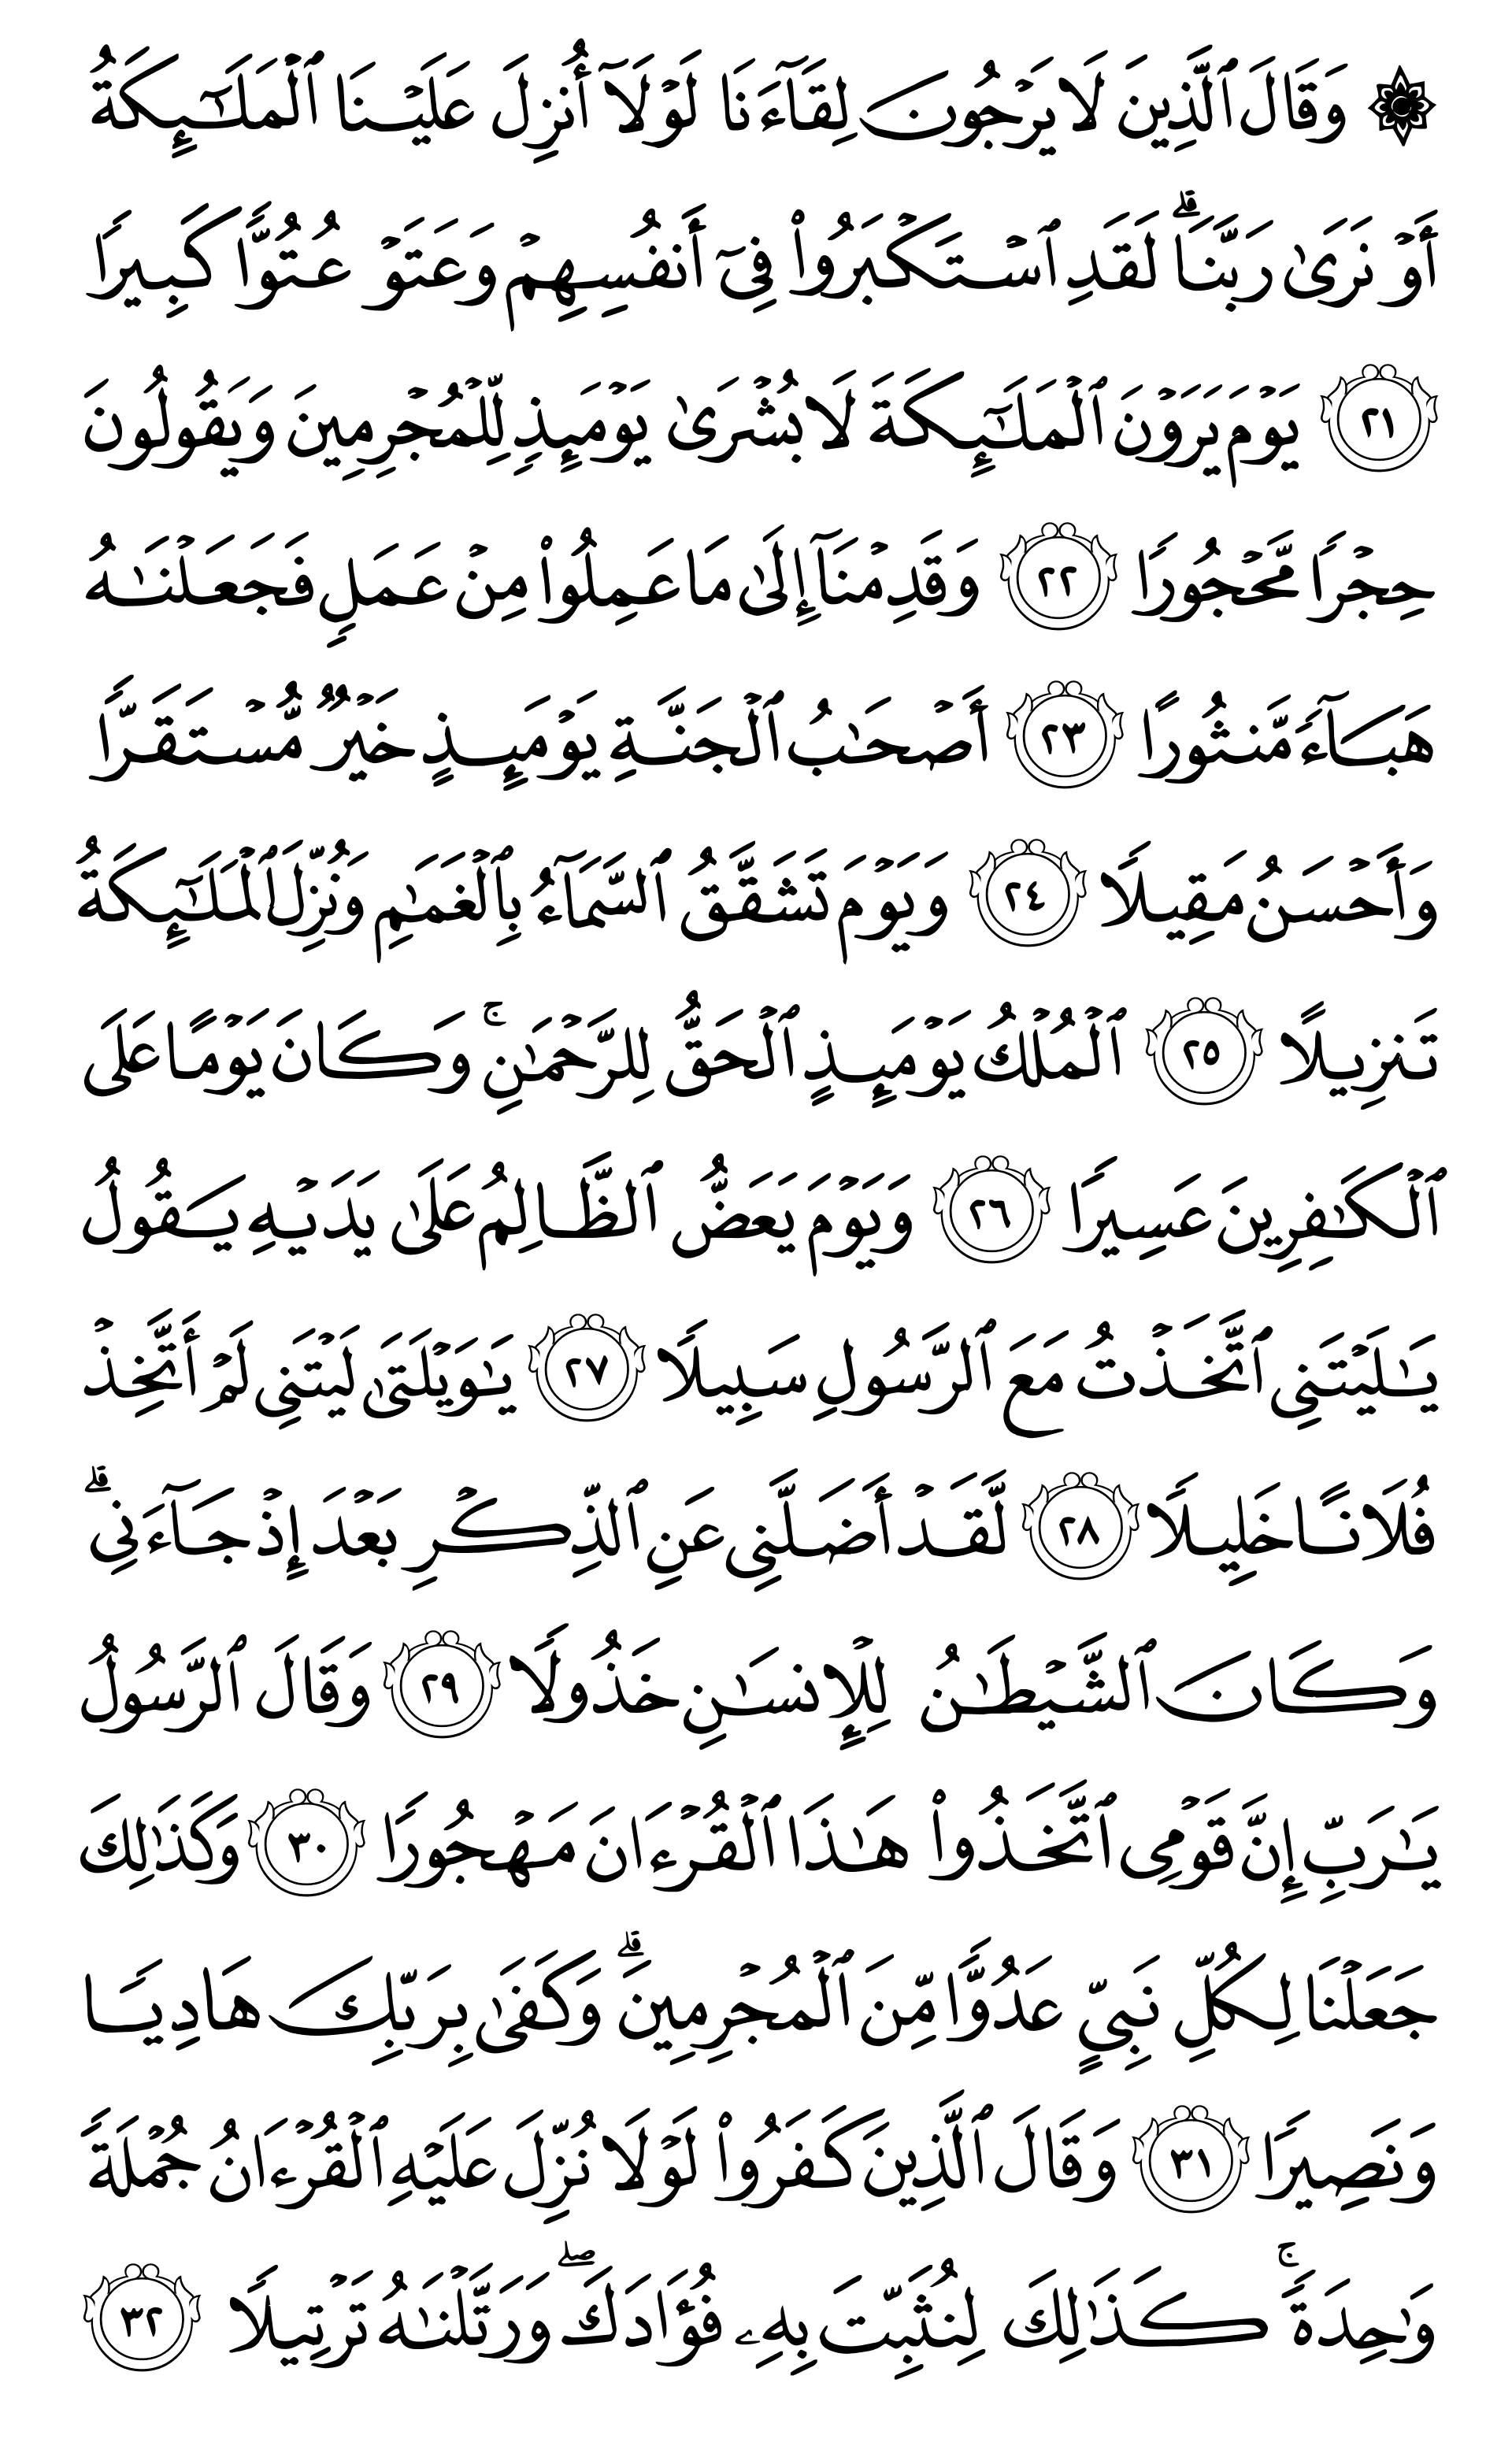 ۞ وَقَالَ ٱلَّذِينَ لَا يَرۡجُونَ لِقَآءَنَا لَوۡلَآ أُنزِلَ عَلَيۡنَا ٱلۡمَلَـٰٓئِكَةُ
أَوۡ نَرَىٰ رَبَّنَاۗ لَقَدِ ٱسۡتَكۡبَرُواْ فِيٓ أَنفُسِهِمۡ وَعَتَوۡ عُتُوّٗا كَبِيرٗا
٢١ يَوۡمَ يَرَوۡنَ ٱلۡمَلَـٰٓئِكَةَ لَا بُشۡرَىٰ يَوۡمَئِذٖ لِّلۡمُجۡرِمِينَ وَيَقُولُونَ
حِجۡرٗا مَّحۡجُورٗا ٢٢ وَقَدِمۡنَآ إِلَىٰ مَا عَمِلُواْ مِنۡ عَمَلٖ فَجَعَلۡنَٰهُ
هَبَآءٗ مَّنثُورًا ٢٣ أَصۡحَٰبُ ٱلۡجَنَّةِ يَوۡمَئِذٍ خَيۡرٞ مُّسۡتَقَرّٗا
وَأَحۡسَنُ مَقِيلٗا ٢٤ وَيَوۡمَ تَشَقَّقُ ٱلسَّمَآءُ بِٱلۡغَمَٰمِ وَنُزِّلَ ٱلۡمَلَـٰٓئِكَةُ
تَنزِيلًا ٢٥ ٱلۡمُلۡكُ يَوۡمَئِذٍ ٱلۡحَقُّ لِلرَّحۡمَٰنِۚ وَكَانَ يَوۡمًا عَلَى
ٱلۡكَٰفِرِينَ عَسِيرٗا ٢٦ وَيَوۡمَ يَعَضُّ ٱلظَّالِمُ عَلَىٰ يَدَيۡهِ يَقُولُ
يَٰلَيۡتَنِي ٱتَّخَذۡتُ مَعَ ٱلرَّسُولِ سَبِيلٗا ٢٧ يَٰوَيۡلَتَىٰ لَيۡتَنِي لَمۡ أَتَّخِذۡ
فُلَانًا خَلِيلٗا ٢٨ لَّقَدۡ أَضَلَّنِي عَنِ ٱلذِّكۡرِ بَعۡدَ إِذۡ جَآءَنِيۗ
وَكَانَ ٱلشَّيۡطَٰنُ لِلۡإِنسَٰنِ خَذُولٗا ٢٩ وَقَالَ ٱلرَّسُولُ
يَٰرَبِّ إِنَّ قَوۡمِي ٱتَّخَذُواْ هَٰذَا ٱلۡقُرۡءَانَ مَهۡجُورٗا ٣٠ وَكَذَٰلِكَ
جَعَلۡنَا لِكُلِّ نَبِيٍّ عَدُوّٗا مِّنَ ٱلۡمُجۡرِمِينَۗ وَكَفَىٰ بِرَبِّكَ هَادِيٗا
وَنَصِيرٗا ٣١ وَقَالَ ٱلَّذِينَ كَفَرُواْ لَوۡلَا نُزِّلَ عَلَيۡهِ ٱلۡقُرۡءَانُ جُمۡلَةٗ
وَٰحِدَةٗۚ كَذَٰلِكَ لِنُثَبِّتَ بِهِۦ فُؤَادَكَۖ وَرَتَّلۡنَٰهُ تَرۡتِيلٗا ٣٢